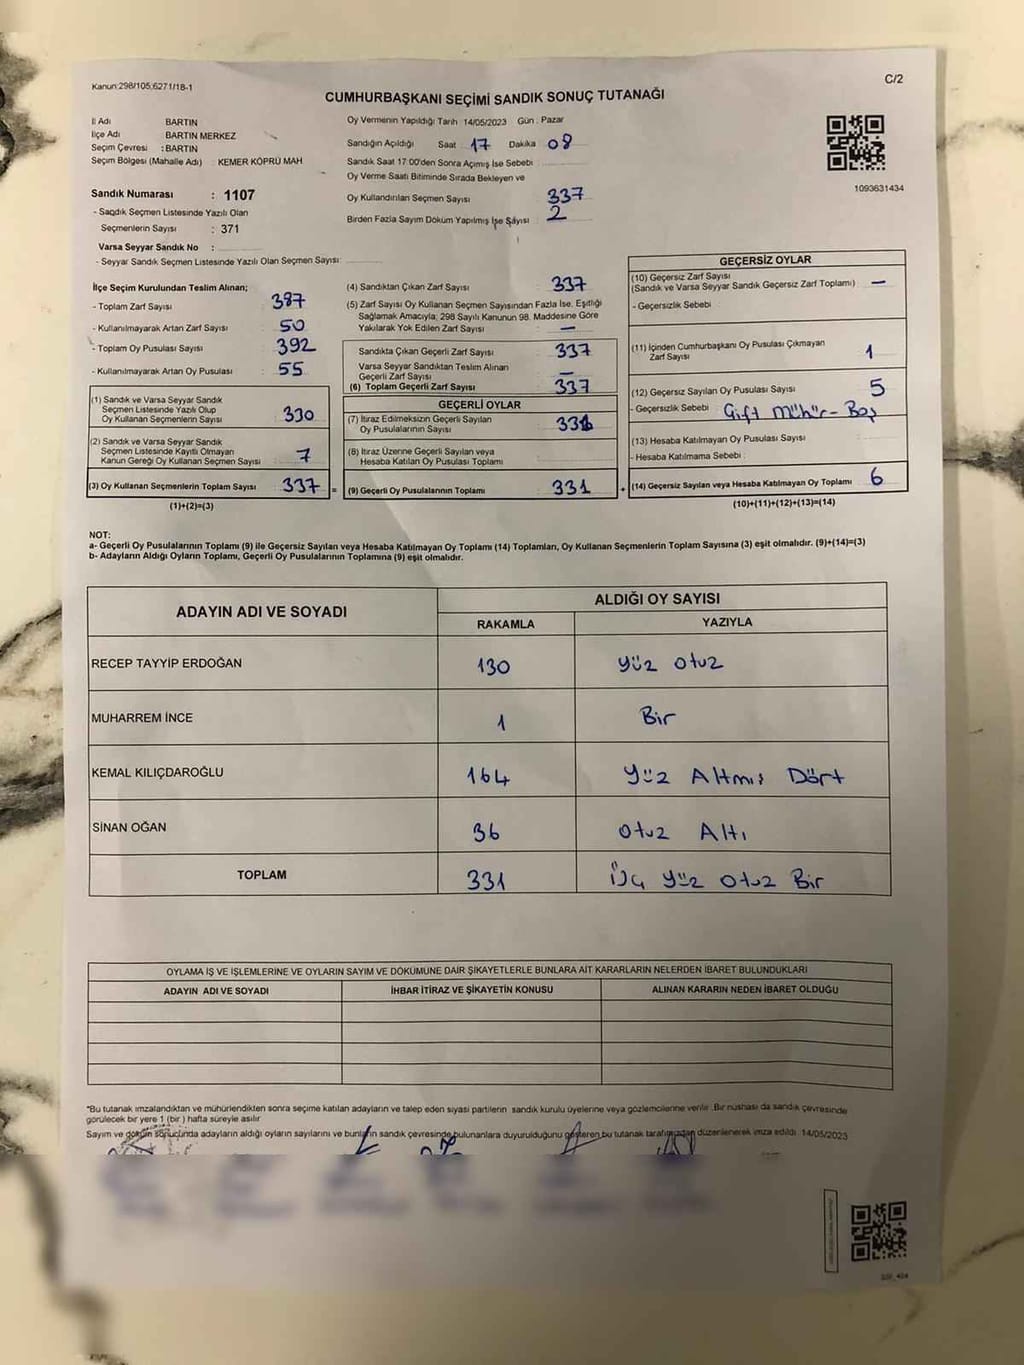 Kanun:298/105;6271/18-1
C/2
CUMHURBAŞKANI SEÇİMİ SANDIK SONUÇ TUTANAĞI
İl Adı BARTIN
İlçe Adı BARTIN MERKEZ
Seçim Çevresi : BARTIN
Seçim Bölgesi (Mahalle Adı) : KEMER KÖPRÜ MAH
Sandık Numarası : 1107
- Sandık Seçmen Listesinde Yazılı Olan
Seçmenlerin Sayısı : 371
Varsa Seyyar Sandık No :
- Seyyar Sandık Seçmen Listesinde Yazılı Olan Seçmen Sayısı:
Oy Vermenin Yapıldığı Tarih 14/05/2023 Gün : Pazar
Sandığın Açıldığı Saat 17 Dakika 08
Sandık Saat 17:00'den Sonra Açımış İse Sebebi
Oy Verme Saati Bitiminde Sırada Bekleyen ve
Oy Kullandırılan Seçmen Sayısı 337
Birden Fazla Sayım Döküm Yapılmış İse Sayısı 2
1093631434
İlçe Seçim Kurulundan Teslim Alınan;
- Toplam Zarf Sayısı 387
- Kullanılmayarak Artan Zarf Sayısı 50
- Toplam Oy Pusulası Sayısı 392
- Kullanılmayarak Artan Oy Pusulası 55
(1) Sandık ve Varsa Seyyar Sandık
Seçmen Listesinde Yazılı Olup
Oy Kullanan Seçmenlerin Sayısı 330
(2) Sandık ve Varsa Seyyar Sandık
Seçmen Listesinde Kayıtlı Olmayan
Kanun Gereği Oy Kullanan Seçmen Sayısı 7
(3) Oy Kullanan Seçmenlerin Toplam Sayısı 337 =
(1)+(2)=(3)
(4) Sandıktan Çıkan Zarf Sayısı 337
(5) Zarf Sayısı Oy Kullanan Seçmen Sayısından Fazla İse, Eşitliği
Sağlamak Amacıyla; 298 Sayılı Kanunun 98. Maddesine Göre
Yakılarak Yok Edilen Zarf Sayısı —
Sandıkta Çıkan Geçerli Zarf Sayısı 337
Varsa Seyyar Sandıktan Teslim Alınan
Geçerli Zarf Sayısı —
(6) Toplam Geçerli Zarf Sayısı 337
GEÇERLİ OYLAR
(7) İtiraz Edilmeksizin Geçerli Sayılan
Oy Pusulalarının Sayısı 331
(8) İtiraz Üzerine Geçerli Sayılan veya
Hesaba Katılan Oy Pusulası Toplamı
(9) Geçerli Oy Pusulalarının Toplamı 331 +
GEÇERSİZ OYLAR
(10) Geçersiz Zarf Sayısı
(Sandık ve Varsa Seyyar Sandık Geçersiz Zarf Toplamı) —
- Geçersizlik Sebebi
(11) İçinden Cumhurbaşkanı Oy Pusulası Çıkmayan
Zarf Sayısı 1
(12) Geçersiz Sayılan Oy Pusulası Sayısı 5
- Geçersizlik Sebebi Çift Mühür - Boş
(13) Hesaba Katılmayan Oy Pusulası Sayısı
- Hesaba Katılmama Sebebi
(14) Geçersiz Sayılan veya Hesaba Katılmayan Oy Toplamı 6
(10)+(11)+(12)+(13)=(14)
NOT:
a- Geçerli Oy Pusulalarının Toplamı (9) ile Geçersiz Sayılan veya Hesaba Katılmayan Oy Toplamı (14) Toplamları, Oy Kullanan Seçmenlerin Toplam Sayısına (3) eşit olmalıdır. (9)+(14)=(3)
b- Adayların Aldığı Oyların Toplamı, Geçerli Oy Pusulalarının Toplamına (9) eşit olmalıdır.
ADAYIN ADI VE SOYADI ALDIĞI OY SAYISI
RAKAMLA YAZIYLA
RECEP TAYYİP ERDOĞAN 130 Yüz Otuz
MUHARREM İNCE 1 Bir
KEMAL KILIÇDAROĞLU 164 Yüz Altmış Dört
SİNAN OĞAN 36 Otuz Altı
TOPLAM 331 Üç Yüz Otuz Bir
OYLAMA İŞ VE İŞLEMLERİNE VE OYLARIN SAYIM VE DÖKÜMÜNE DAİR ŞİKAYETLERLE BUNLARA AİT KARARLARIN NELERDEN İBARET BULUNDUKLARI
ADAYIN ADI VE SOYADI İHBAR İTİRAZ VE ŞİKAYETİN KONUSU ALINAN KARARIN NEDEN İBARET OLDUĞU
"Bu tutanak imzalandıktan ve mühürlendikten sonra seçime katılan adayların ve talep eden siyasi partilerin sandık kurulu üyelerine veya gözlemcilerine verilir. Bir nüshası da sandık çevresinde
görülecek bir yere 1 (bir) hafta süreyle asılır
Sayım ve döküm sonucunda adayların aldığı oyların sayılarını ve bunların sandık çevresinde bulunanlara duyurulduğunu gösteren bu tutanak tarafımızdan düzenlenerek imza edildi. 14/05/2023